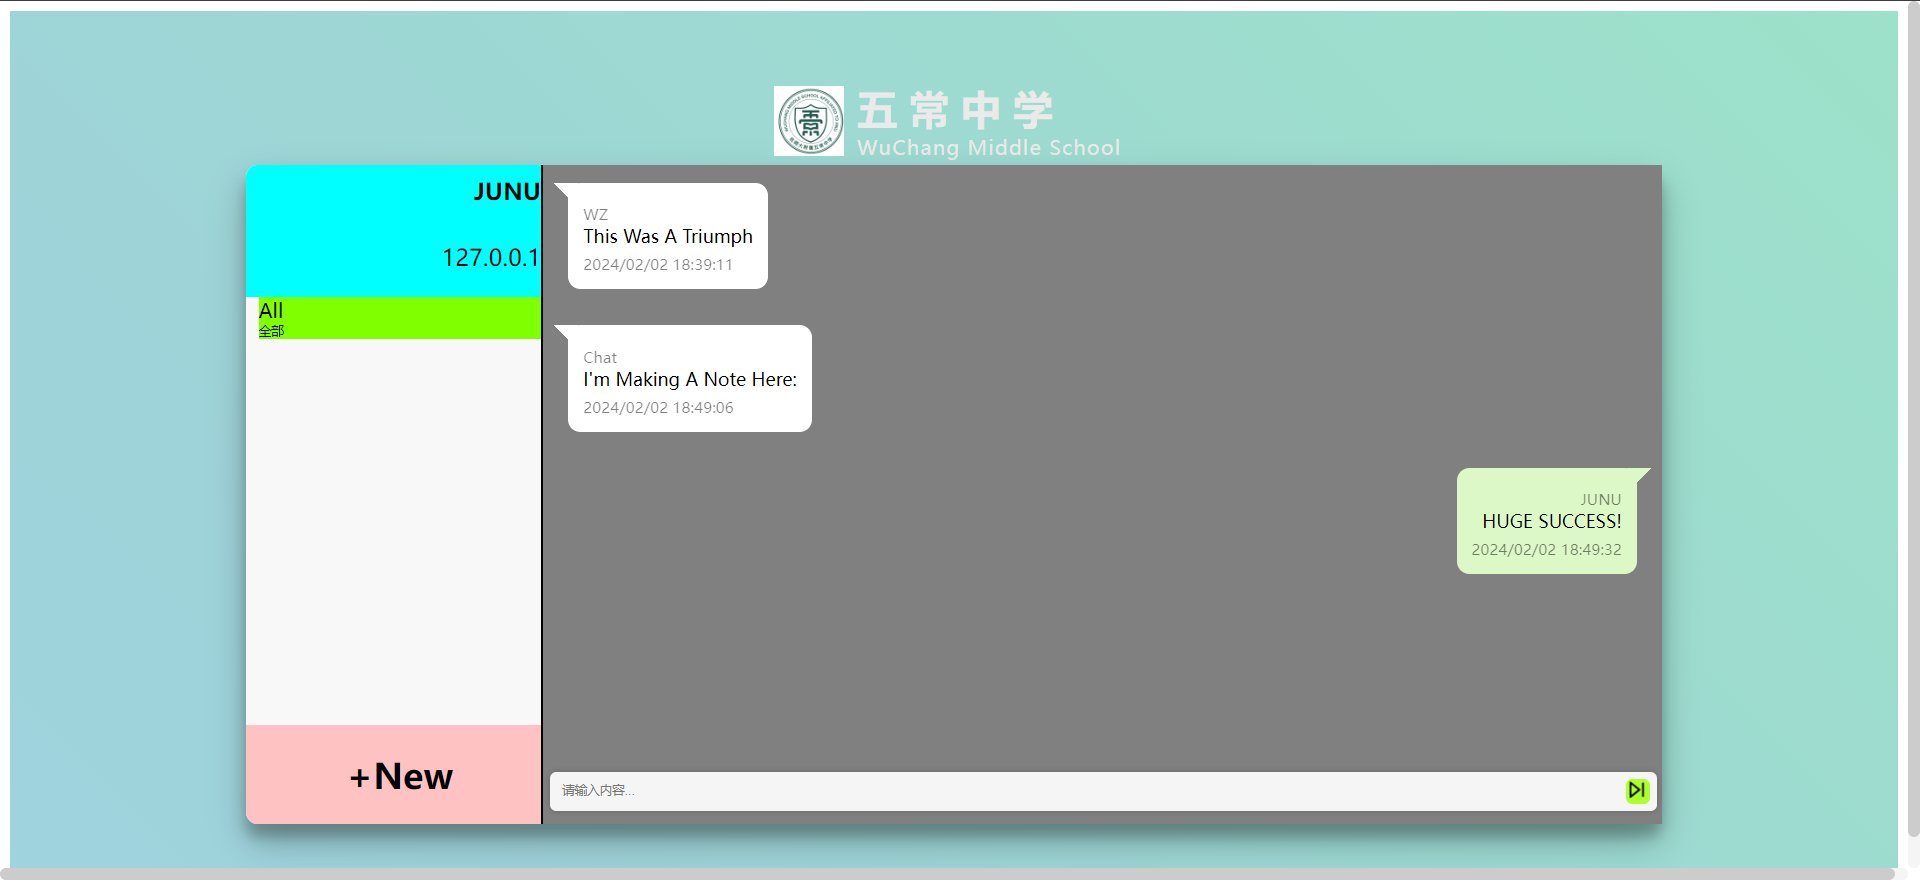 五常中学
WuChang Middle School
JUNU
127.0.0.1
All
全部
+New
WZ
This Was A Triumph
2024/02/02 18:39:11
Chat
I'm Making A Note Here:
2024/02/02 18:49:06
JUNU
HUGE SUCCESS!
2024/02/02 18:49:32
请输入内容...